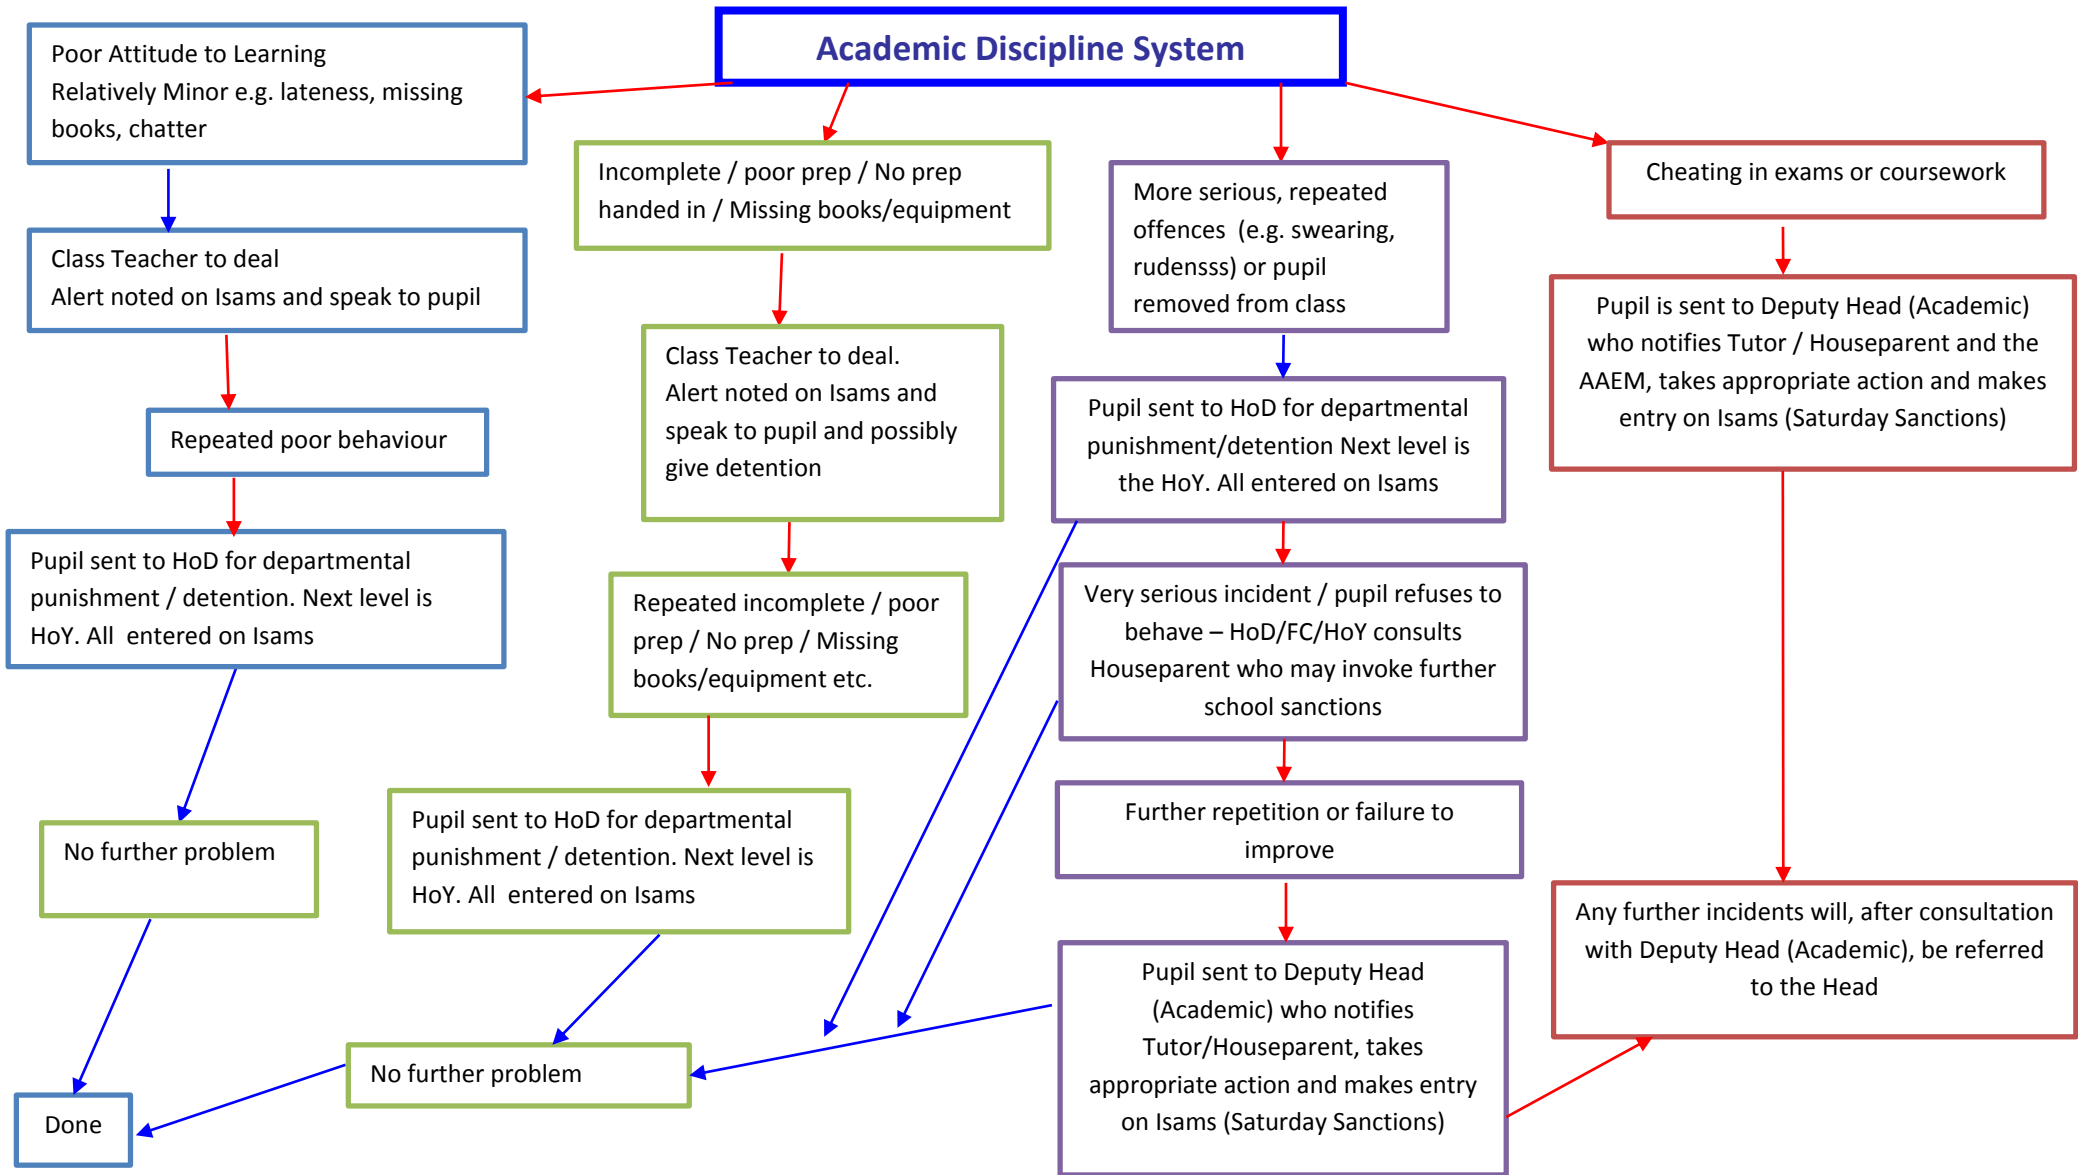 Academic Discipline System
Poor Attitude to Learning
Relatively Minor e.g. lateness, missing
books, chatter
Class Teacher to deal
Alert noted on Isams and speak to pupil
Repeated poor behaviour
Pupil sent to HoD for departmental
punishment / detention. Next level is
HoY. All  entered on Isams
No further problem
Done
Incomplete / poor prep / No prep
handed in / Missing books/equipment
Class Teacher to deal.
Alert noted on Isams and
speak to pupil and possibly
give detention
Repeated incomplete / poor
prep / No prep / Missing
books/equipment etc.
Pupil sent to HoD for departmental
punishment / detention. Next level is
HoY. All  entered on Isams
No further problem
More serious, repeated
offences  (e.g. swearing,
rudensss) or pupil
removed from class
Pupil sent to HoD for departmental
punishment/detention Next level is
the HoY. All entered on Isams
Very serious incident / pupil refuses to
behave – HoD/FC/HoY consults
Houseparent who may invoke further
school sanctions
Further repetition or failure to
improve
Pupil sent to Deputy Head
(Academic) who notifies
Tutor/Houseparent, takes
appropriate action and makes entry
on Isams (Saturday Sanctions)
Cheating in exams or coursework
Pupil is sent to Deputy Head (Academic)
who notifies Tutor / Houseparent and the
AAEM, takes appropriate action and makes
entry on Isams (Saturday Sanctions)
Any further incidents will, after consultation
with Deputy Head (Academic), be referred
to the Head